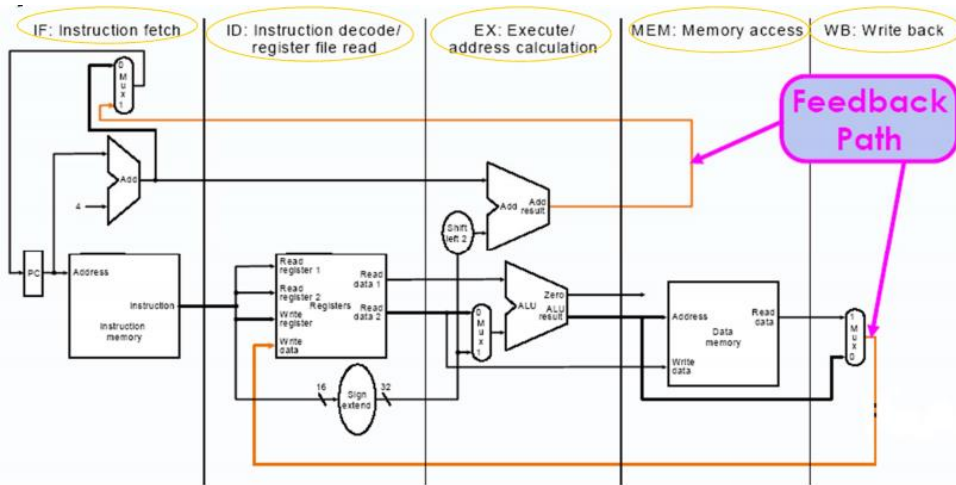 IF: Instruction fetch
ID: Instruction decode/
register file read
EX: Execute/
address calculation
MEM: Memory access
WB: Write back
Feedback
Path
0
M
u
x
1
Add
4
Add
Add
result
Shift
left 2
PC
Address
Instruction
Instruction
memory
Read
register 1
Read
register 2
Registers
Write
register
Write
data
Read
data 1
Read
data 2
0
M
u
x
1
Zero
ALU
ALU
result
Address
Read
data
Data
memory
Write
data
1
M
u
x
0
16
Sign
extend
32